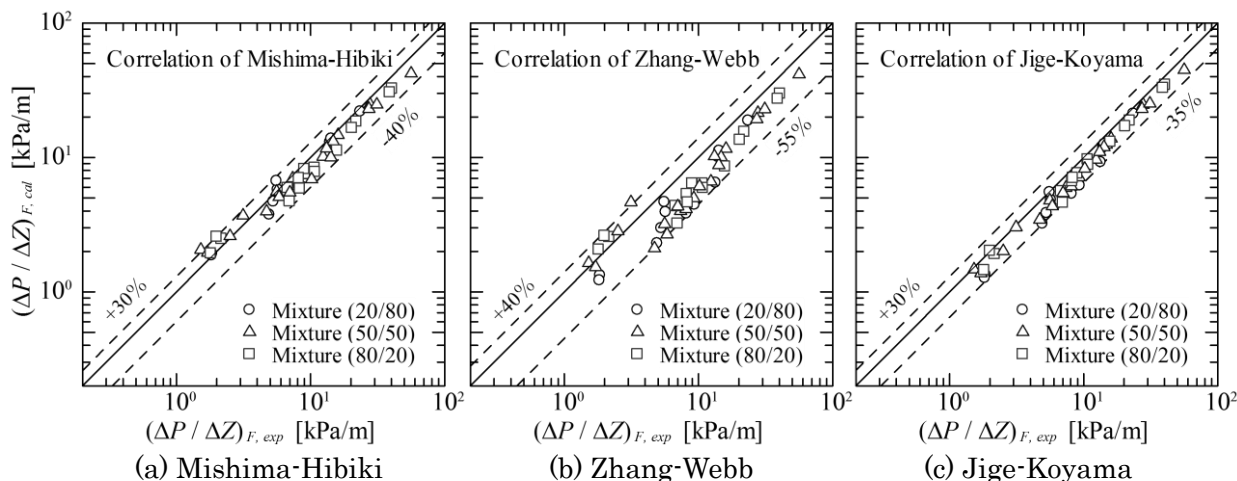 10²
Correlation of Mishima-Hibiki
Correlation of Zhang-Webb
Correlation of Jige-Koyama
-40%
-55%
-35%
10¹
(ΔP / ΔZ) F, cal [kPa/m]
10⁰
+30%
+40%
+30%
Mixture (20/80)
Mixture (50/50)
Mixture (80/20)
Mixture (20/80)
Mixture (50/50)
Mixture (80/20)
Mixture (20/80)
Mixture (50/50)
Mixture (80/20)
10⁰ 10¹ 10²
10⁰ 10¹ 10²
10⁰ 10¹ 10²
(ΔP / ΔZ) F, exp [kPa/m]
(ΔP / ΔZ) F, exp [kPa/m]
(ΔP / ΔZ) F, exp [kPa/m]
(a) Mishima-Hibiki
(b) Zhang-Webb
(c) Jige-Koyama